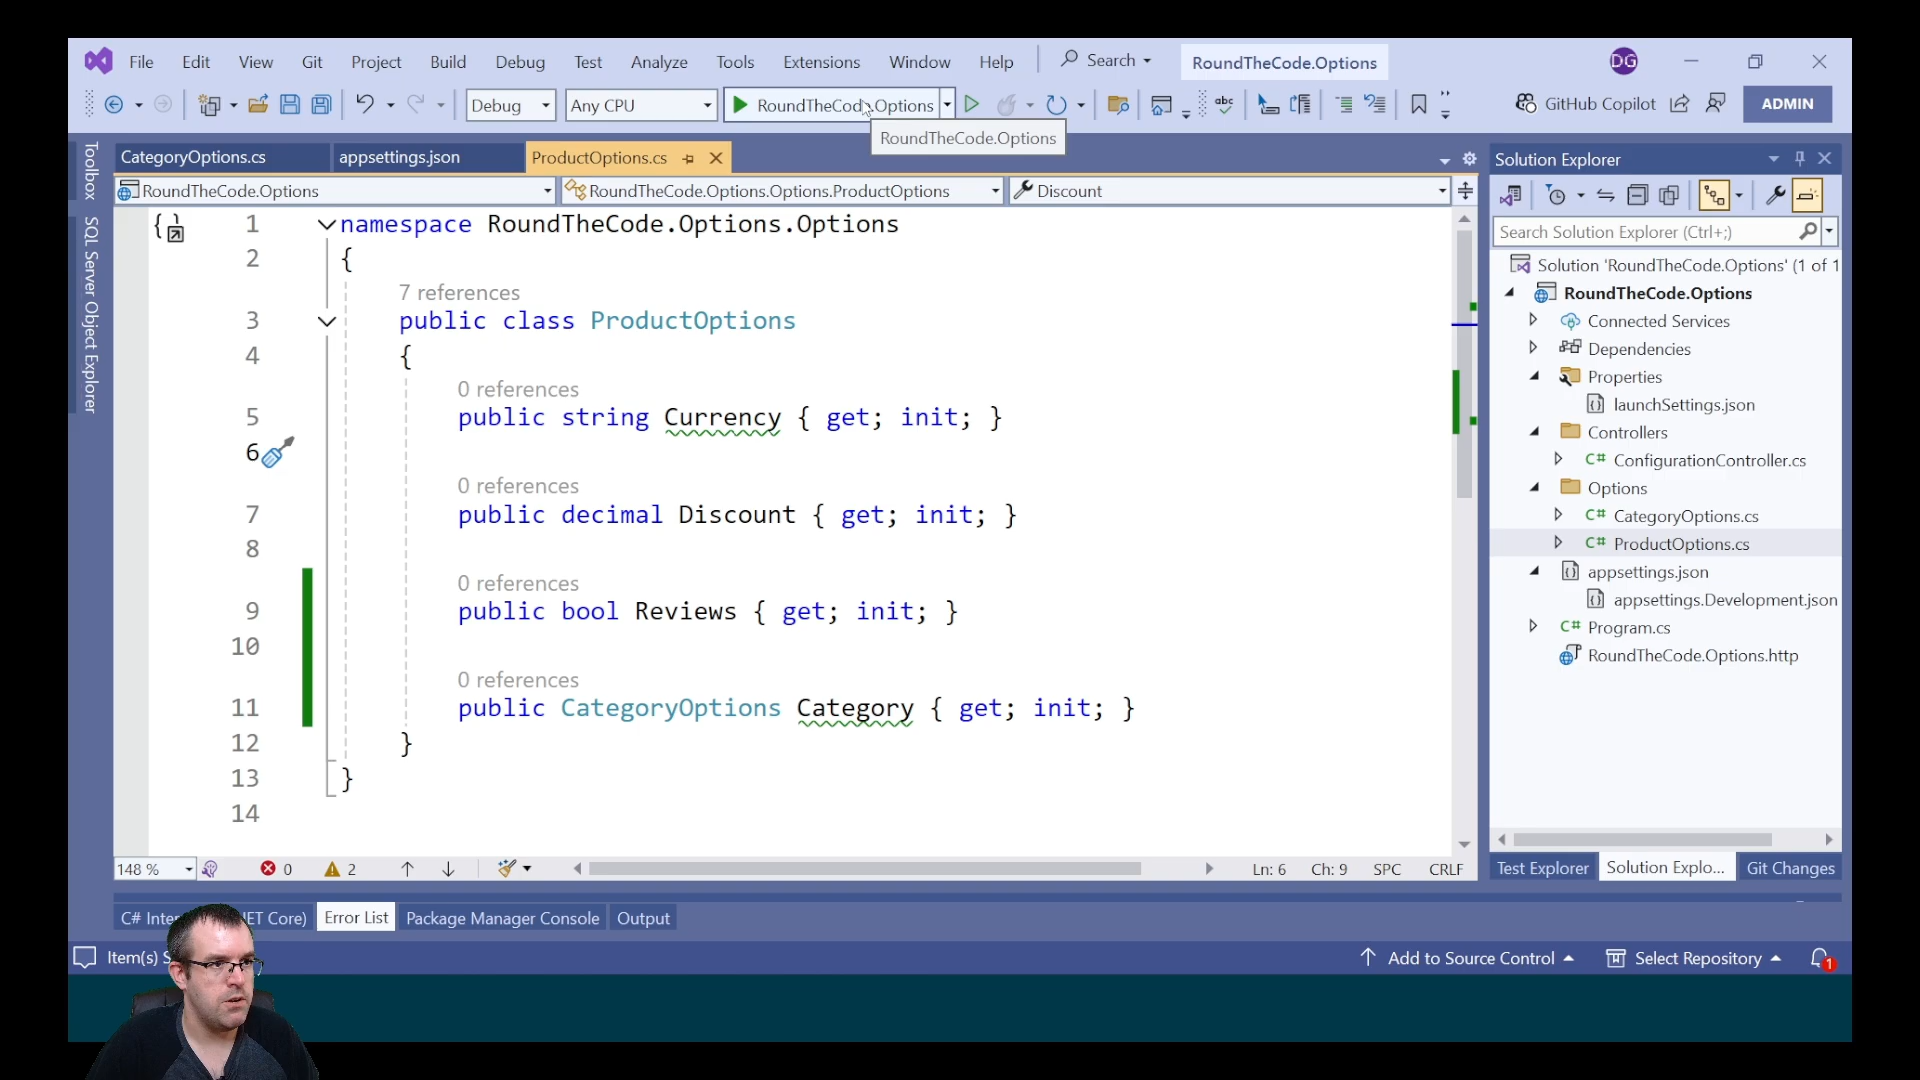 File Edit View Git Project Build Debug Test Analyze Tools Extensions Window Help Search RoundTheCode.Options DG
Debug Any CPU RoundTheCode.Options abc GitHub Copilot ADMIN
RoundTheCode.Options
Toolbox
SQL Server Object Explorer
CategoryOptions.cs appsettings.json ProductOptions.cs
RoundTheCode.Options RoundTheCode.Options.Options.ProductOptions Discount
1 namespace RoundTheCode.Options.Options
2 {
7 references
3 public class ProductOptions
4 {
0 references
5 public string Currency { get; init; }
6
0 references
7 public decimal Discount { get; init; }
8
0 references
9 public bool Reviews { get; init; }
10
0 references
11 public CategoryOptions Category { get; init; }
12 }
13 }
14
148 % 0 2 Ln: 6 Ch: 9 SPC CRLF
Solution Explorer
Search Solution Explorer (Ctrl+;)
Solution 'RoundTheCode.Options' (1 of 1
RoundTheCode.Options
Connected Services
Dependencies
Properties
launchSettings.json
Controllers
C# ConfigurationController.cs
Options
C# CategoryOptions.cs
C# ProductOptions.cs
appsettings.json
appsettings.Development.json
C# Program.cs
RoundTheCode.Options.http
Test Explorer Solution Explo... Git Changes
C# Inter ET Core) Error List Package Manager Console Output
Item(s) S Add to Source Control Select Repository 1